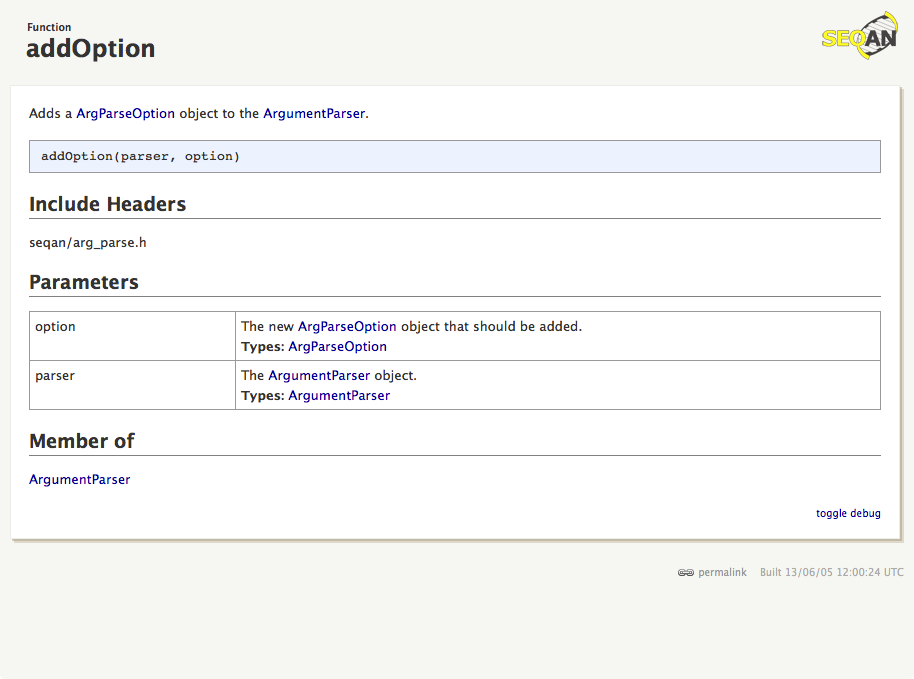 Function
addOption
SEQAN
Adds a ArgParseOption object to the ArgumentParser.
addOption(parser, option)
Include Headers
seqan/arg_parse.h
Parameters
option
The new ArgParseOption object that should be added.
Types: ArgParseOption
parser
The ArgumentParser object.
Types: ArgumentParser
Member of
ArgumentParser
toggle debug
permalink Built 13/06/05 12:00:24 UTC